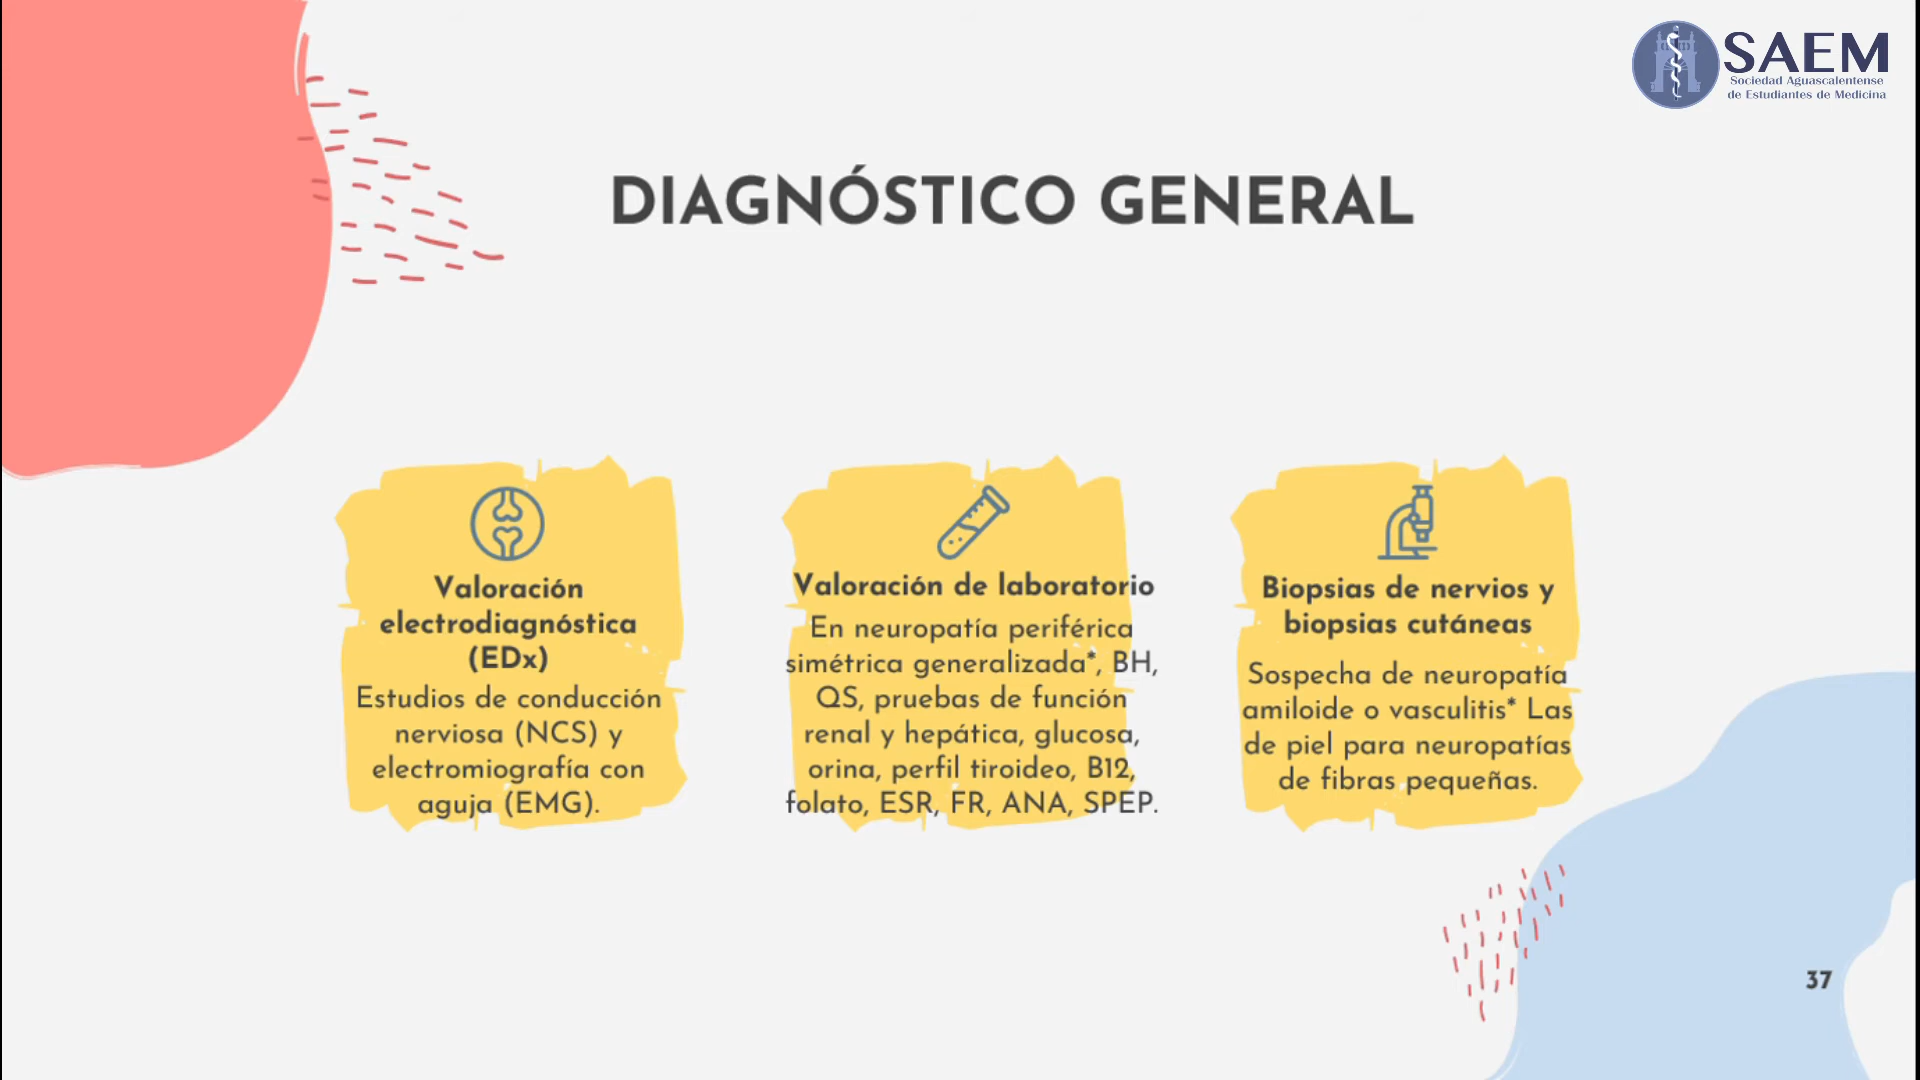 SAEM
Sociedad Aguascalentense
de Estudiantes de Medicina
DIAGNÓSTICO GENERAL
Valoración
electrodiagnóstica
(EDx)
Estudios de conducción
nerviosa (NCS) y
electromiografía con
aguja (EMG).
Valoración de laboratorio
En neuropatía periférica
simétrica generalizada*, BH,
QS, pruebas de función
renal y hepática, glucosa,
orina, perfil tiroideo, B12,
folato, ESR, FR, ANA, SPEP.
Biopsias de nervios y
biopsias cutáneas
Sospecha de neuropatía
amiloide o vasculitis* Las
de piel para neuropatías
de fibras pequeñas.
37